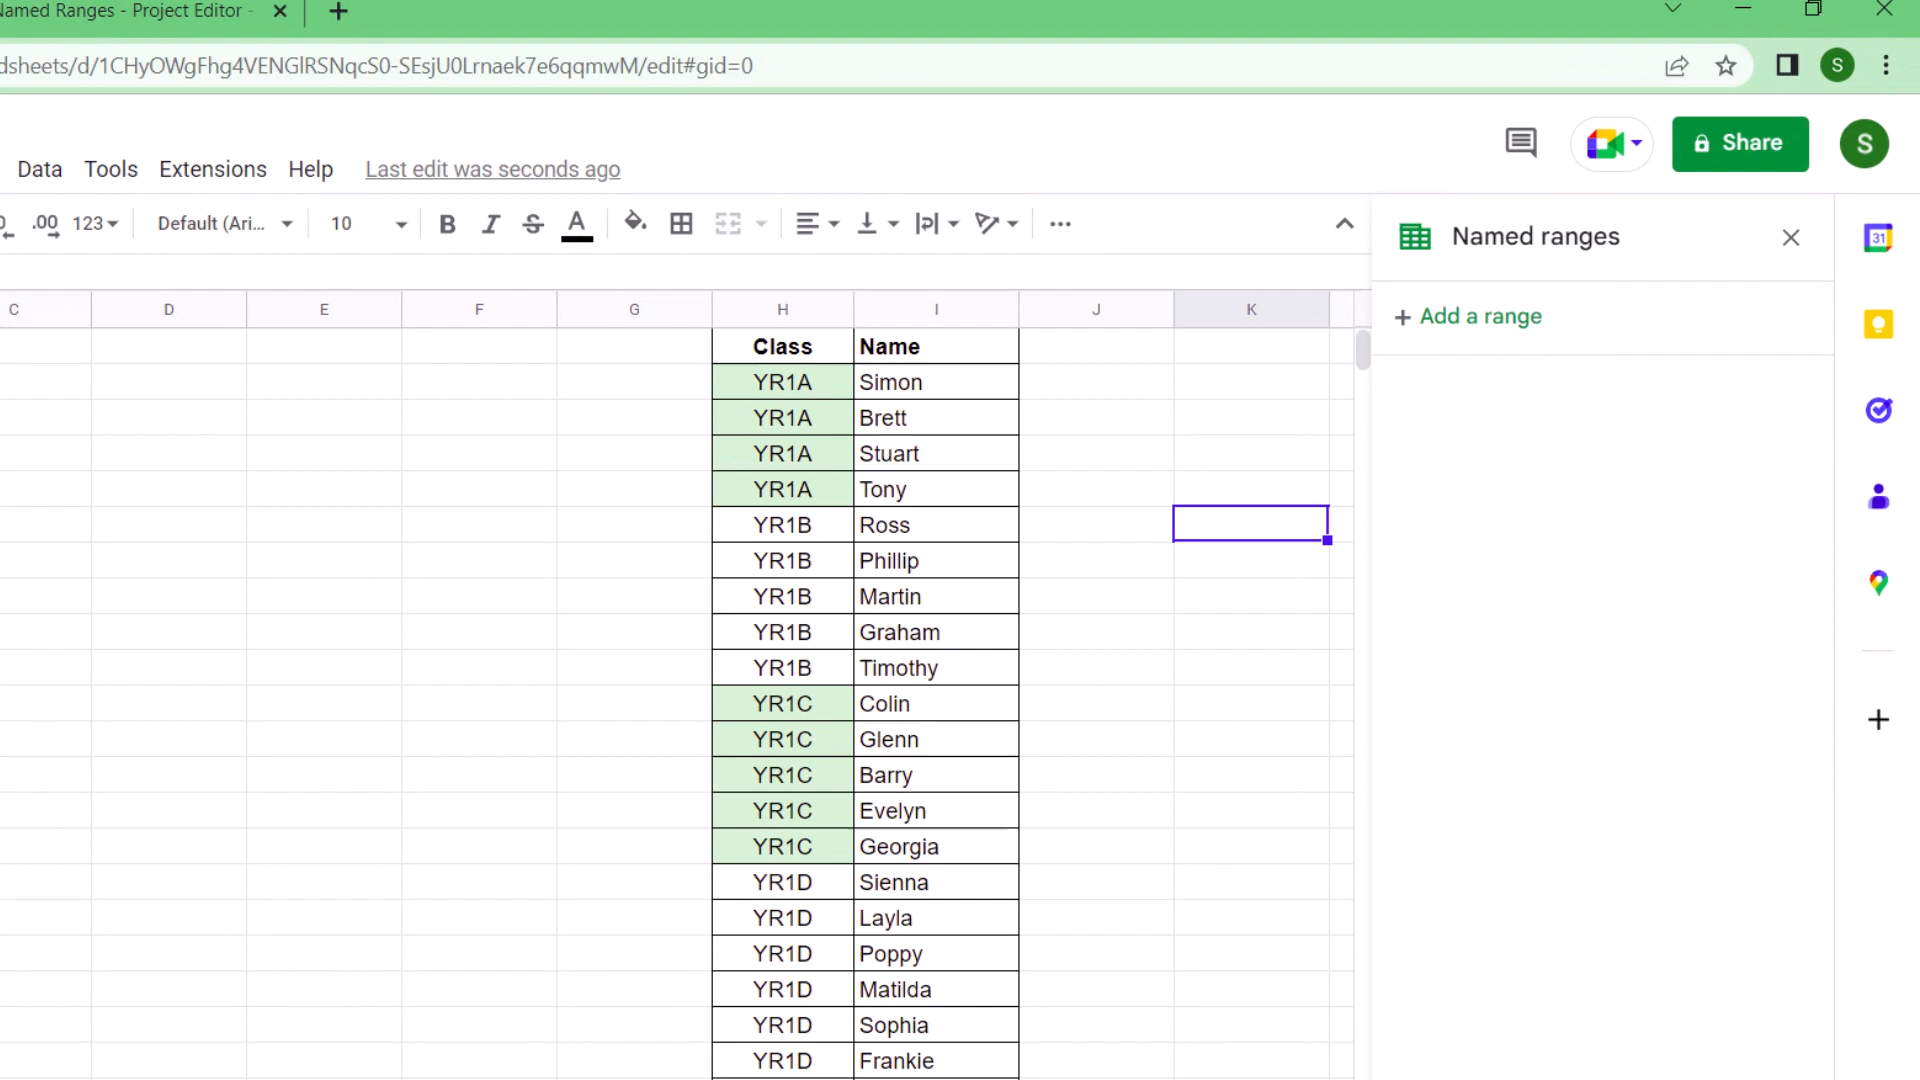 Named Ranges - Project Editor -
dsheets/d/1CHyOWgFhg4VENGlRSNqcS0-SEsjU0Lrnaek7e6qqmwM/edit#gid=0
S
Data Tools Extensions Help Last edit was seconds ago
Share
S
.00 123 Default (Ari... 10 B I S A
Named ranges
31
+ Add a range
C D E F G H I J K
Class Name
YR1A Simon
YR1A Brett
YR1A Stuart
YR1A Tony
YR1B Ross
YR1B Phillip
YR1B Martin
YR1B Graham
YR1B Timothy
YR1C Colin
YR1C Glenn
YR1C Barry
YR1C Evelyn
YR1C Georgia
YR1D Sienna
YR1D Layla
YR1D Poppy
YR1D Matilda
YR1D Sophia
YR1D Frankie